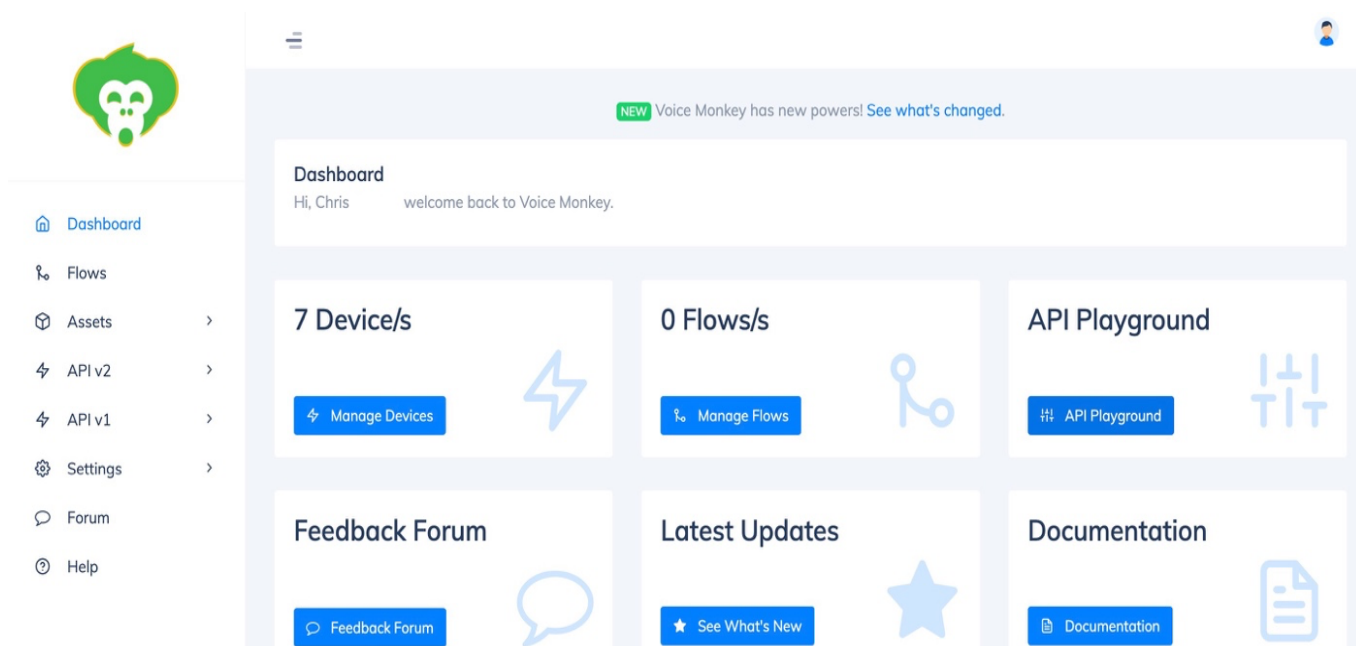 NEW Voice Monkey has new powers! See what's changed.
Dashboard
Hi, Chris welcome back to Voice Monkey.
Dashboard
Flows
Assets
API v2
API v1
Settings
Forum
Help
7 Device/s
Manage Devices
0 Flows/s
Manage Flows
API Playground
API Playground
Feedback Forum
Feedback Forum
Latest Updates
See What's New
Documentation
Documentation